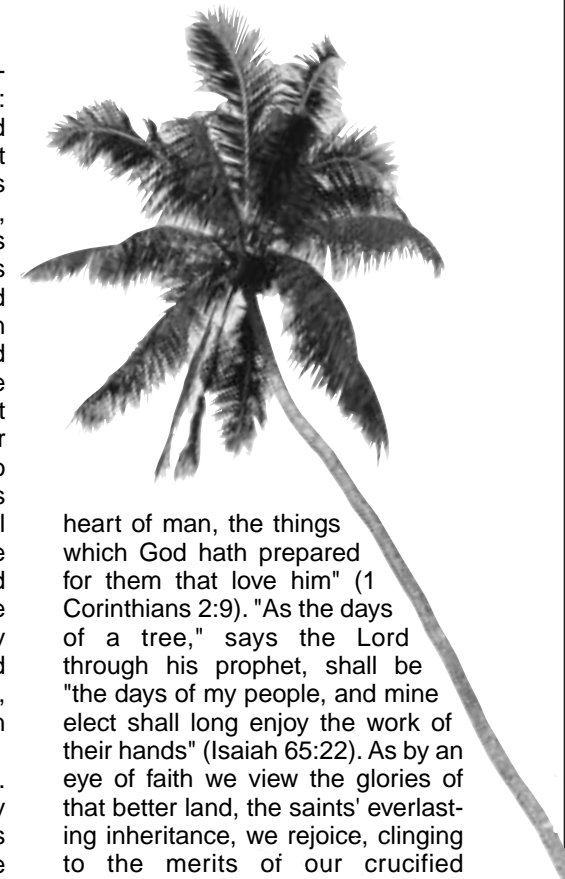 heart of man, the things
which God hath prepared
for them that love him" (1
Corinthians 2:9). "As the days
of a tree," says the Lord
through his prophet, shall be
"the days of my people, and mine
elect shall long enjoy the work of
their hands" (Isaiah 65:22). As by an
eye of faith we view the glories of
that better land, the saints' everlast-
ing inheritance, we rejoice, clinging
to the merits of our crucified